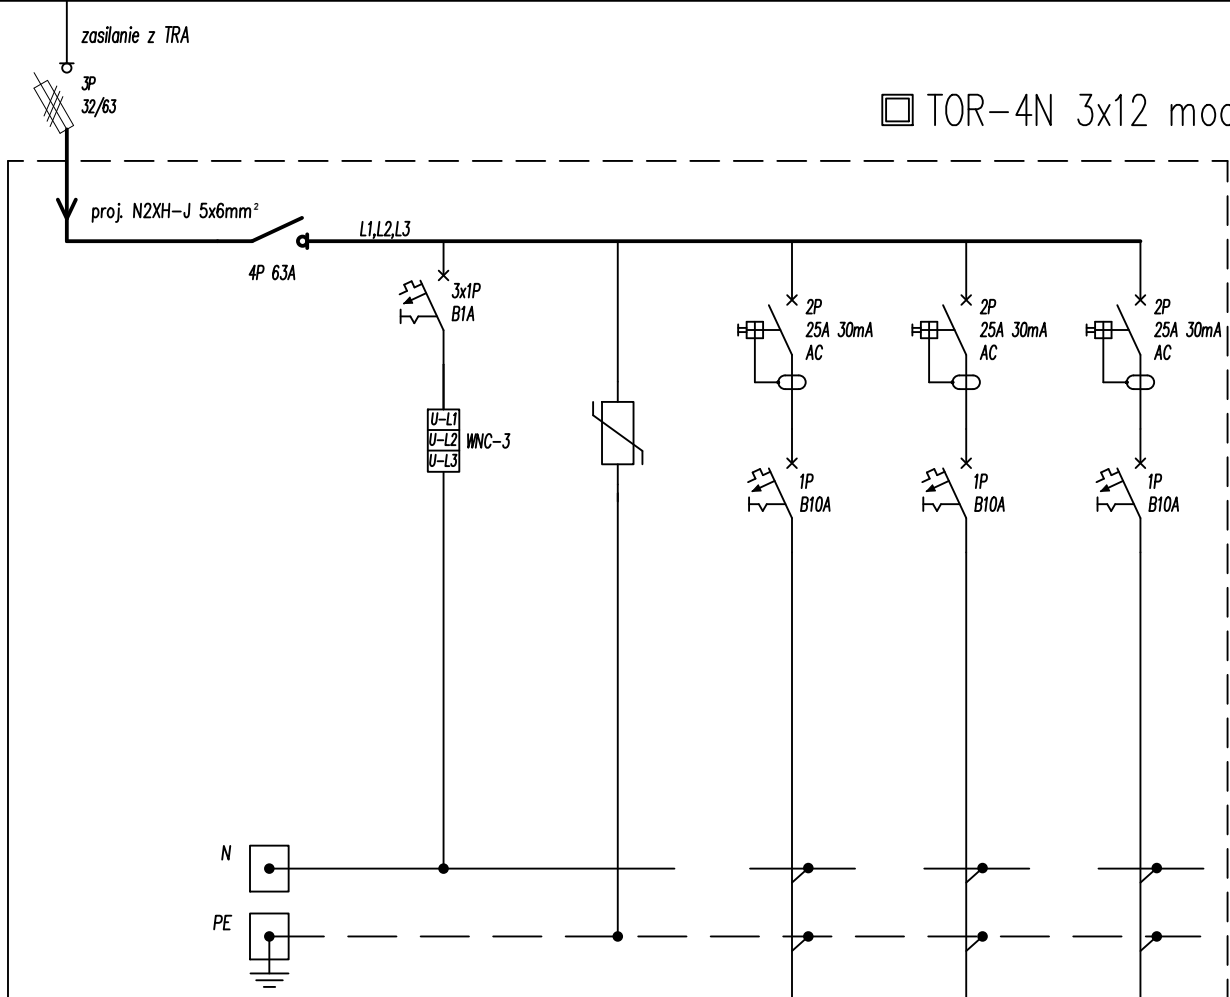 zasilanie z TRA
3P
32/63
TOR-4N 3x12
proj. N2XH-J 5x6mm²
L1,L2,L3
4P 63A
3x1P
B1A
2P
25A 30mA
AC
2P
25A 30mA
AC
2P
25A 30mA
AC
U-L1
U-L2
U-L3
WNC-3
1P
B10A
1P
B10A
1P
B10A
N
PE